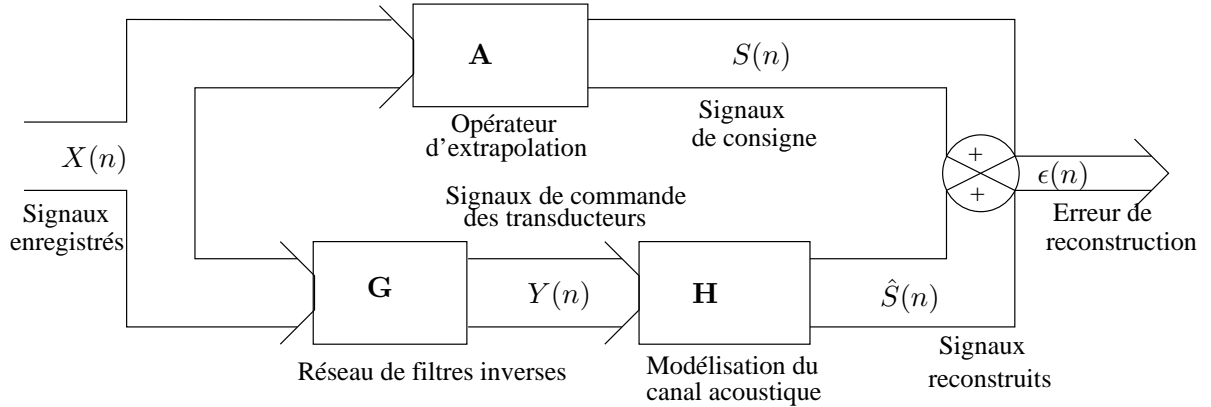 A
S(n)
Signaux
de consigne
Opérateur
d'extrapolation
X(n)
+
+
ϵ(n)
Signaux
enregistrés
Signaux de commande
des transducteurs
Erreur de
reconstruction
G
Y(n)
H
Ŝ(n)
Réseau de filtres inverses
Modélisation du
canal acoustique
Signaux
reconstruits